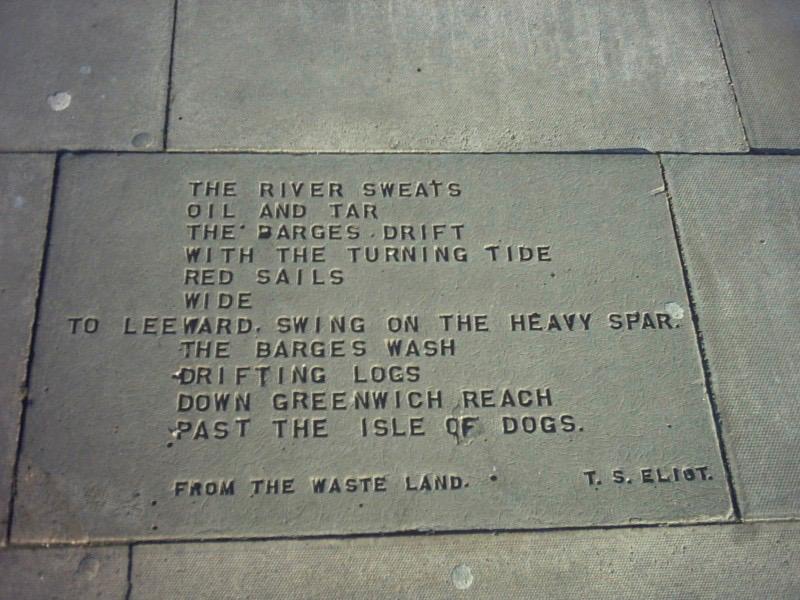 THE RIVER SWEATS
OIL AND TAR
THE BARGES DRIFT
WITH THE TURNING TIDE
RED SAILS
WIDE
TO LEEWARD, SWING ON THE HEAVY SPAR.
THE BARGES WASH
DRIFTING LOGS
DOWN GREENWICH REACH
PAST THE ISLE OF DOGS.
FROM THE WASTE LAND. T. S. ELIOT.